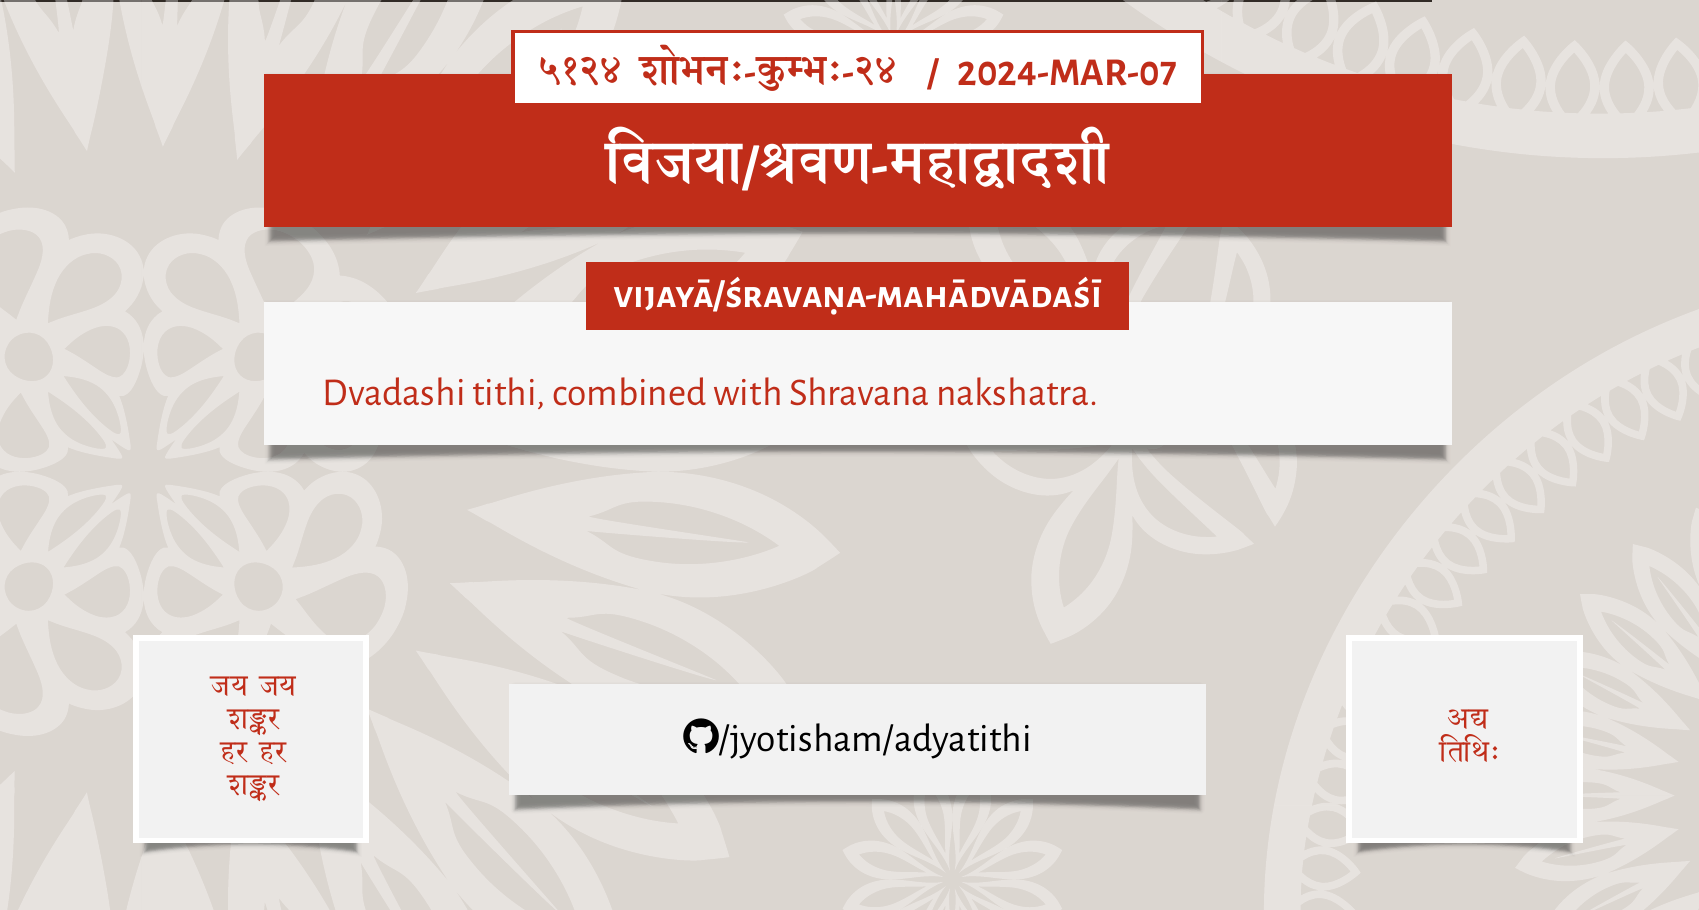 ५१२४ शोभनः-कुम्भः-२४ / 2024-MAR-07
विजया/श्रवण-महाद्वादशी
VIJAYĀ/ŚRAVAṆA-MAHĀDVĀDAŚĪ
Dvadashi tithi, combined with Shravana nakshatra.
जय जय
शङ्कर
हर हर
शङ्कर
/jyotisham/adyatithi
अद्य
तिथिः